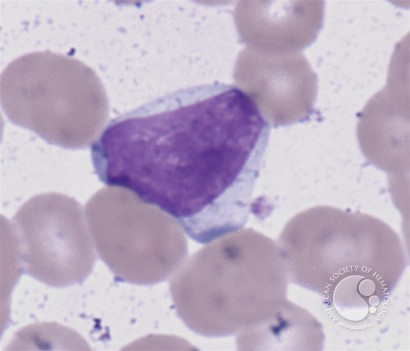 AMERICAN SOCIETY OF HEMATOLOGY